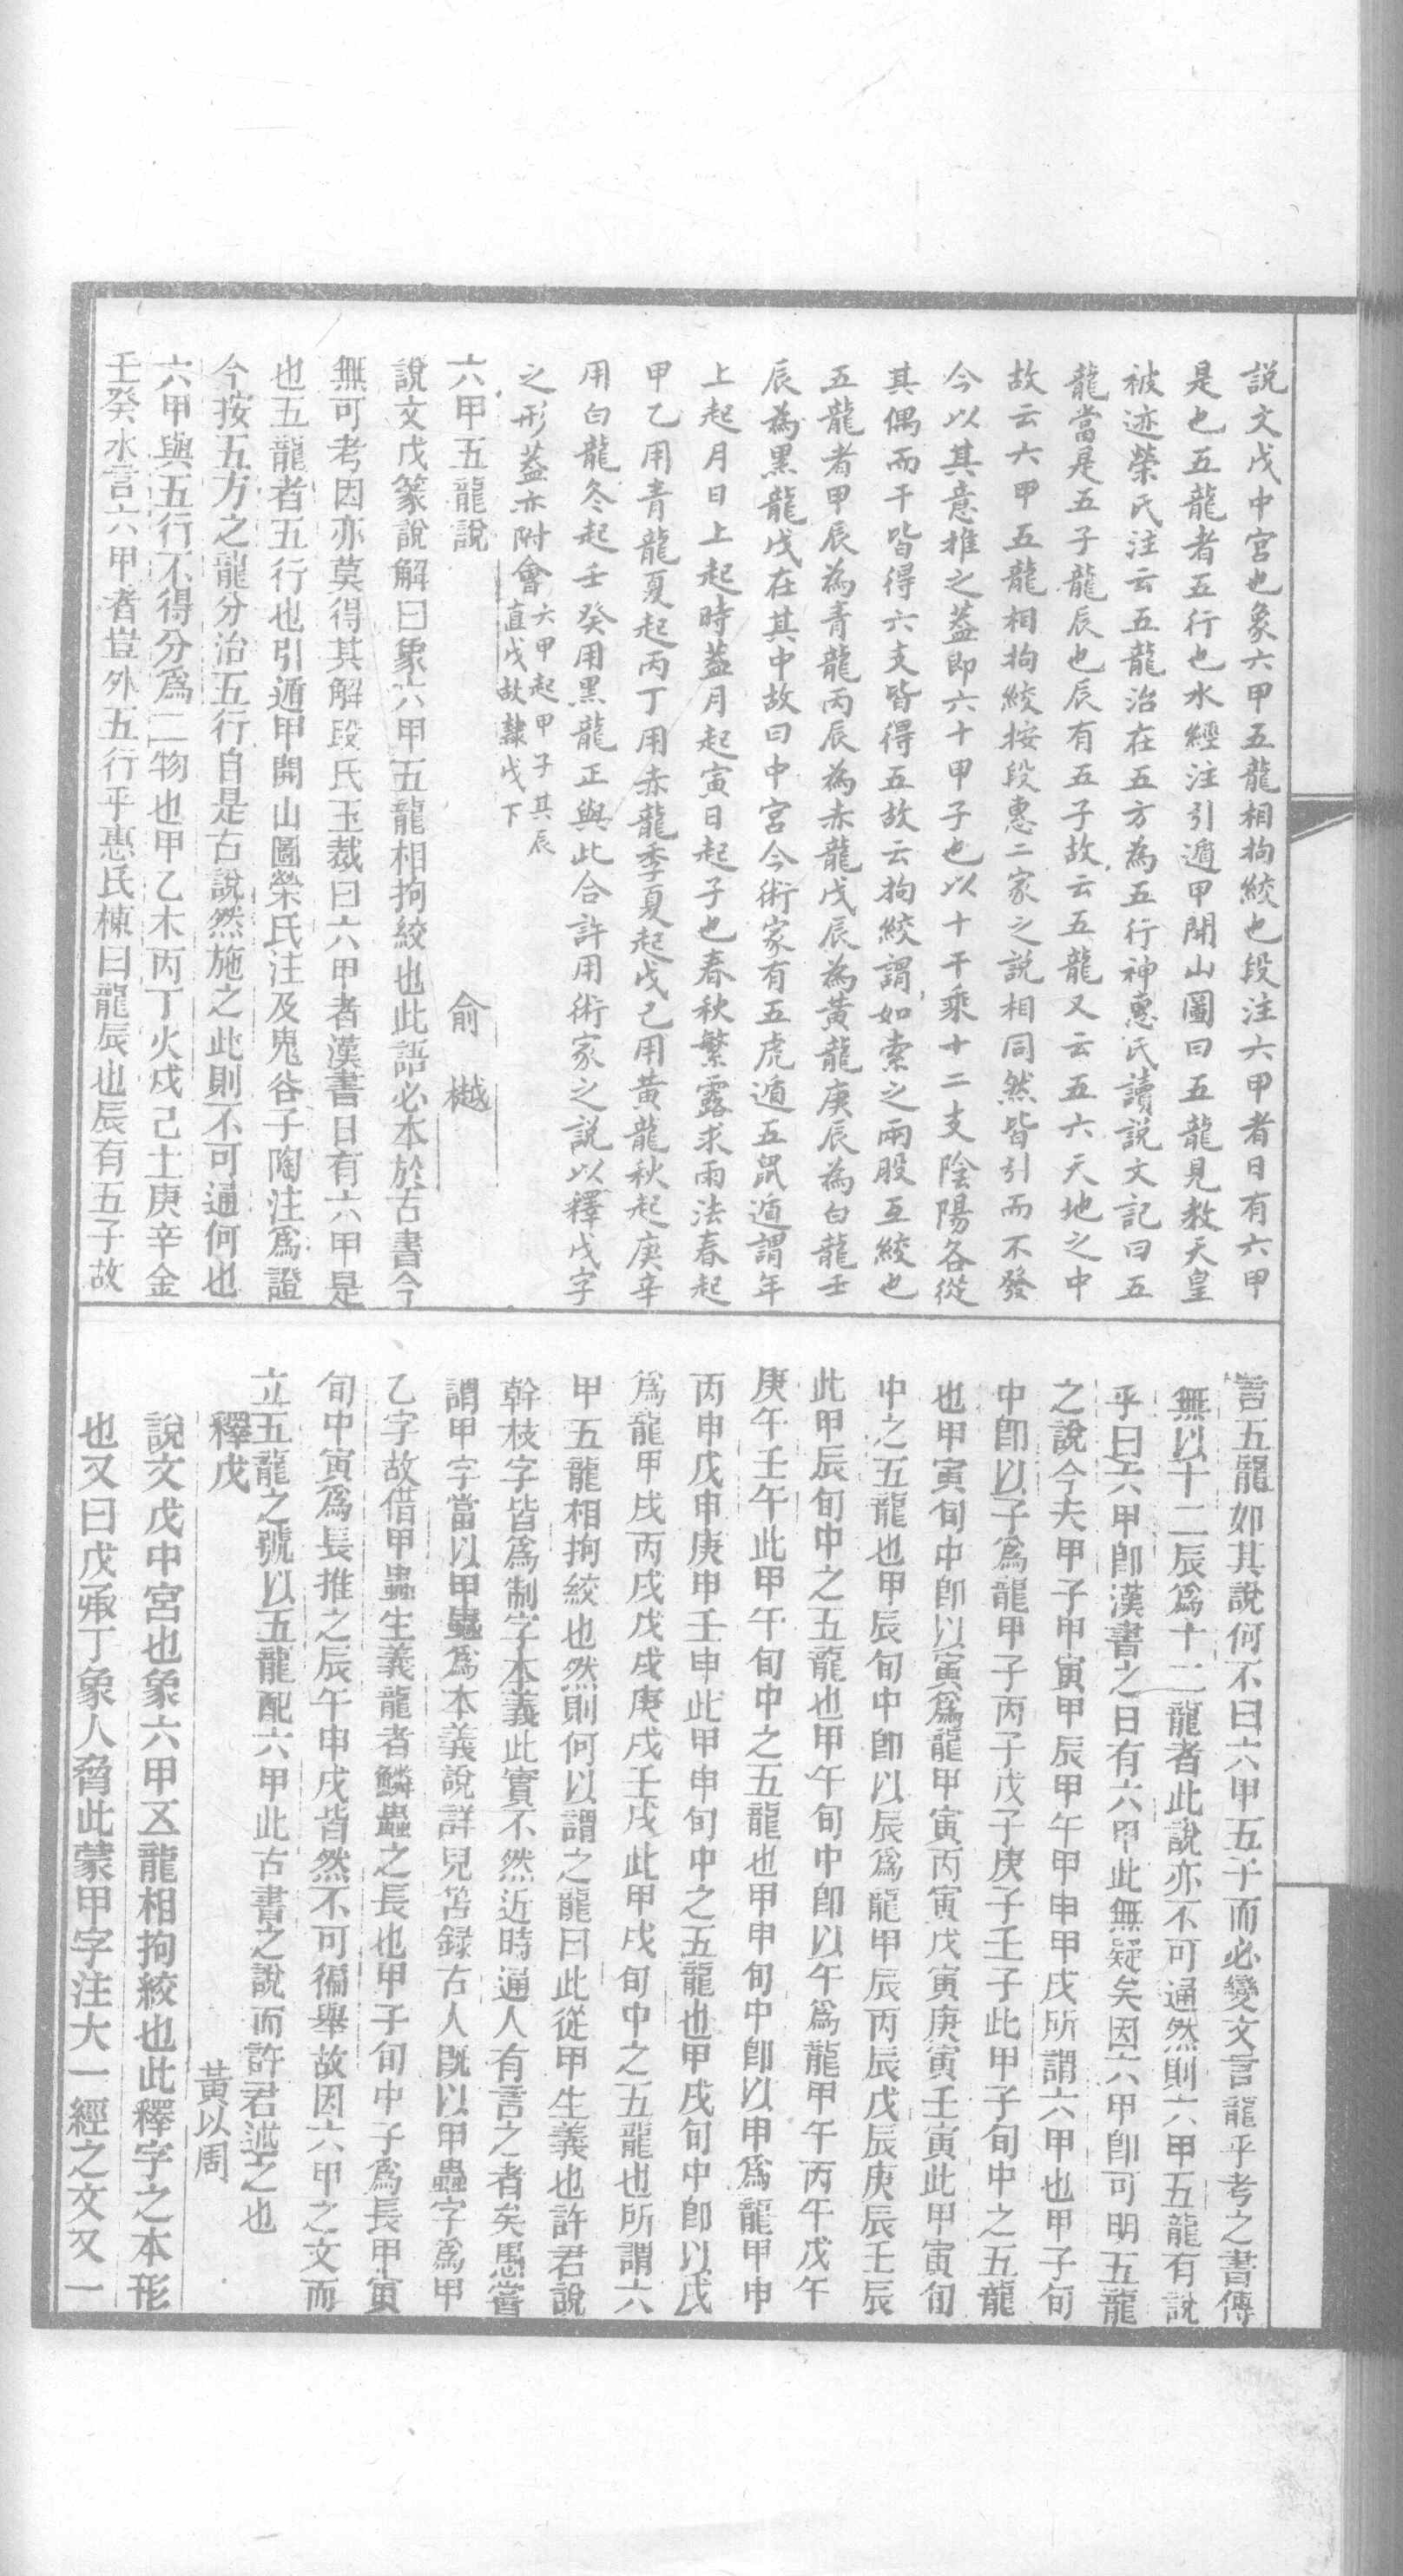 説文戊中宮也象六甲五龍相拘絞也段注六甲者日有六甲
是也五龍者五行也水經注引遁甲開山圖曰五龍見教天皇
被迹榮氏注云五龍治在五方為五行神惠氏讀説文記曰五
龍當是五子龍辰也辰有五子故云五龍又云五六天地之中
故云六甲五龍相拘絞按段惠二家之説相同然皆引而不發
今以其意推之蓋即六十甲子也以十干乘十二支陰陽各從
其偶而干皆得六支皆得五故云拘絞謂如索之兩股互絞也
五龍者甲辰為青龍丙辰為赤龍戊辰為黃龍庚辰為白龍壬
辰為黑龍戊在其中故曰中宮今術家有五虎遁五鼠遁謂年
上起月日上起時蓋月起寅日起子也春秋繁露求雨法春起
甲乙用青龍夏起丙丁用赤龍季夏起戊己用黃龍秋起庚辛
用白龍冬起壬癸用黑龍正與此合許用術家之説以釋戊字
之形蓋亦附會六甲起甲子其辰
直戊故隸戊下
六甲五龍說　俞樾
說文戊篆說解曰象六甲五龍相拘絞也此語必本於古書今
無可考因亦莫得其解段氏玉裁曰六甲者漢書日有六甲是
也五龍者五行也引遁甲開山圖榮氏注及鬼谷子陶注爲證
今按五方之龍分治五行自是古說然施之此則不可通何也
六甲與五行不得分爲二物也甲乙木丙丁火戊己土庚辛金
壬癸水言六甲者豈外五行乎惠氏棟曰龍辰也辰有五子故
言五龍如其說何不曰六甲五子而必變文言龍乎考之書傳
無以十二辰爲十二龍者此說亦不可通然則六甲五龍有說
乎曰六甲卽漢書之日有六甲此無疑矣因六甲卽可明五龍
之說今夫甲子甲寅甲辰甲午甲申甲戌所謂六甲也甲子旬
中卽以子爲龍甲子丙子戊子庚子壬子此甲子旬中之五龍
也甲寅旬中卽以寅爲龍甲寅丙寅戊寅庚寅壬寅此甲寅旬
中之五龍也甲辰旬中卽以辰爲龍甲辰丙辰戊辰庚辰壬辰
此甲辰旬中之五龍也甲午旬中卽以午爲龍甲午丙午戊午
庚午壬午此甲午旬中之五龍也甲申旬中卽以申爲龍甲申
丙申戊申庚申壬申此甲申旬中之五龍也甲戌旬中卽以戌
爲龍甲戌丙戌戊戌庚戌壬戌此甲戌旬中之五龍也所謂六
甲五龍相拘絞也然則何以謂之龍曰此從甲生義也許君說
幹枝字皆爲制字本義此實不然近時通人有言之者矣愚嘗
謂甲字當以甲蟲爲本義說詳兒笘録古人旣以甲蟲字爲甲
乙字故借甲蟲生義龍者鱗蟲之長也甲子旬中子爲長甲寅
旬中寅爲長推之辰午申戌皆然不可徧舉故因六甲之文而
立五龍之號以五龍配六甲此古書之說而許君述之也
釋戊　黃以周
說文戊中宮也象六甲五龍相拘絞也此釋字之本形
也又曰戊承丁象人脅此蒙甲字注大一經之文又一